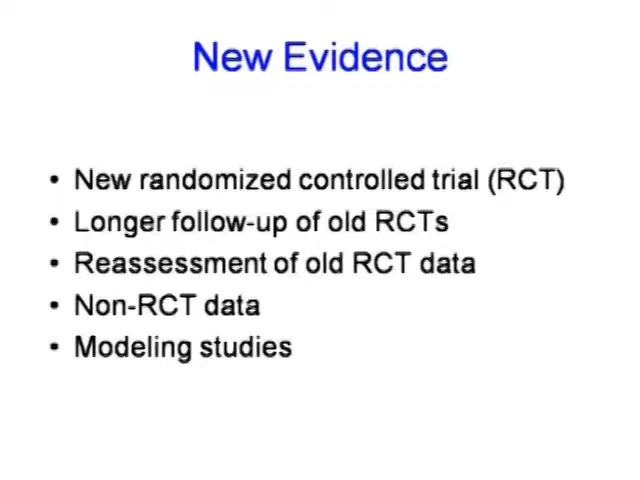 New Evidence
• New randomized controlled trial (RCT)
• Longer follow-up of old RCTs
• Reassessment of old RCT data
• Non-RCT data
• Modeling studies